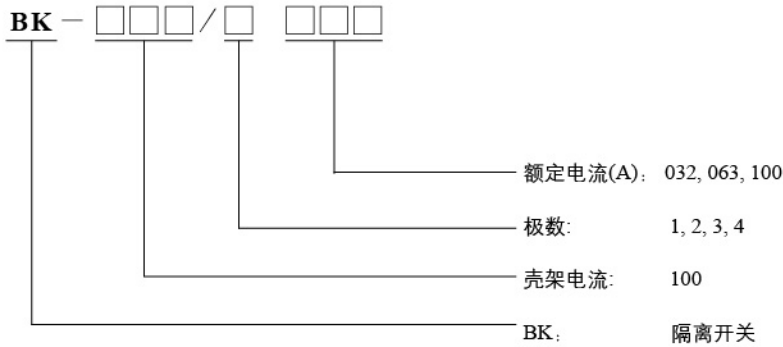 BK－□□□/□ □□□
额定电流(A)： 032, 063, 100
极数: 1, 2, 3, 4
壳架电流: 100
BK： 隔离开关